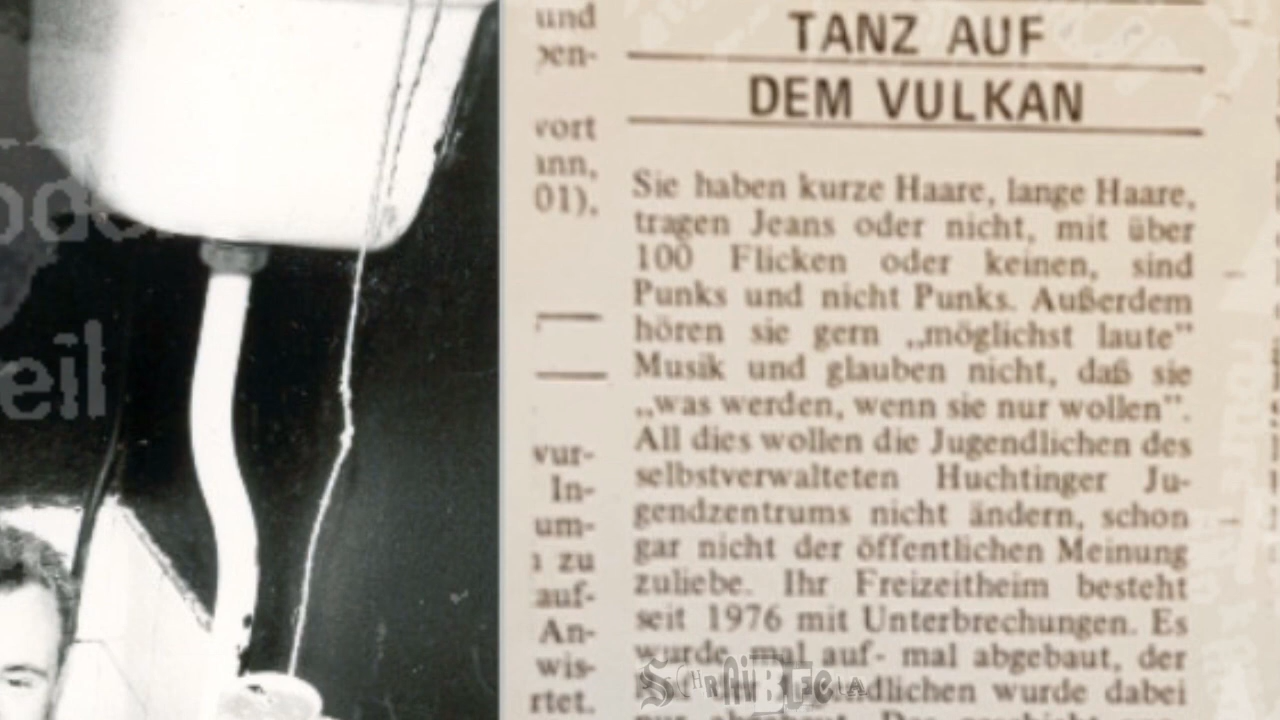 und
pen-
vort
ann,
01),
vur-
In-
um-
zu
auf-
An-
wis-
rtet.
TANZ AUF
DEM VULKAN
Sie haben kurze Haare, lange Haare,
tragen Jeans oder nicht, mit über
100 Flicken oder keinen, sind
Punks und nicht Punks. Außerdem
hören sie gern „möglichst laute”
Musik und glauben nicht, daß sie
„was werden, wenn sie nur wollen”.
All dies wollen die Jugendlichen des
selbstverwalteten Huchtinger Ju-
gendzentrums nicht ändern, schon
gar nicht der öffentlichen Meinung
zuliebe. Ihr Freizeitheim besteht
seit 1976 mit Unterbrechungen. Es
wurde mal auf- mal abgebaut, der
endlichen wurde dabei
eil